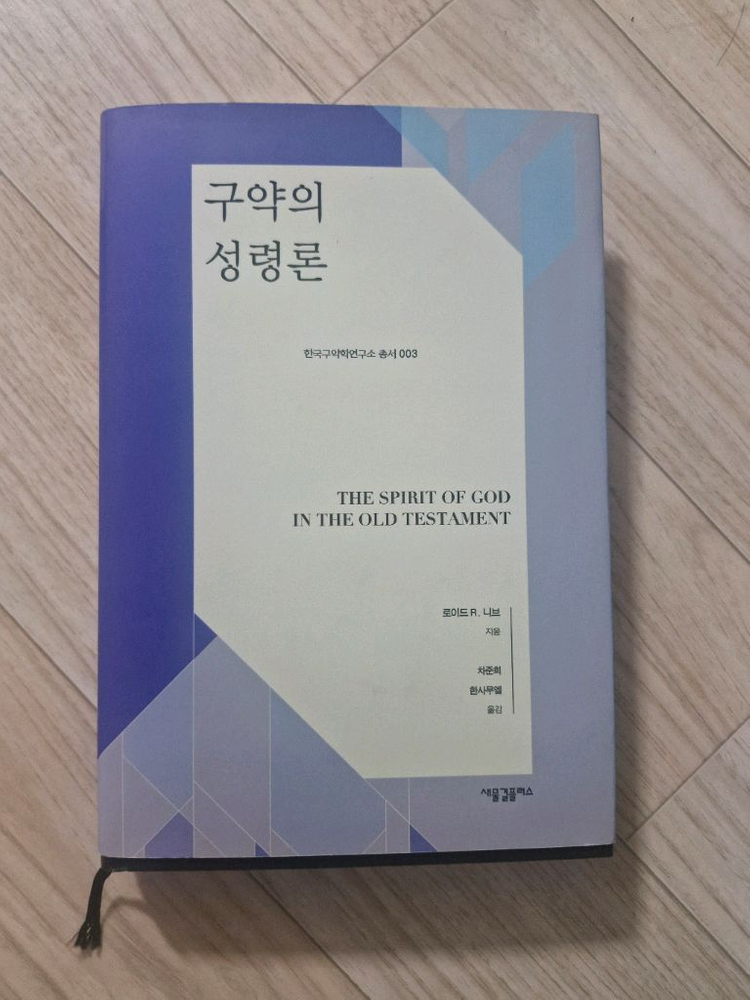 구약의
성령론
한국구약학연구소 총서 003
THE SPIRIT OF GOD
IN THE OLD TESTAMENT
로이드 R. 니브
지음
차준희
한사무엘
옮김
새물결플러스